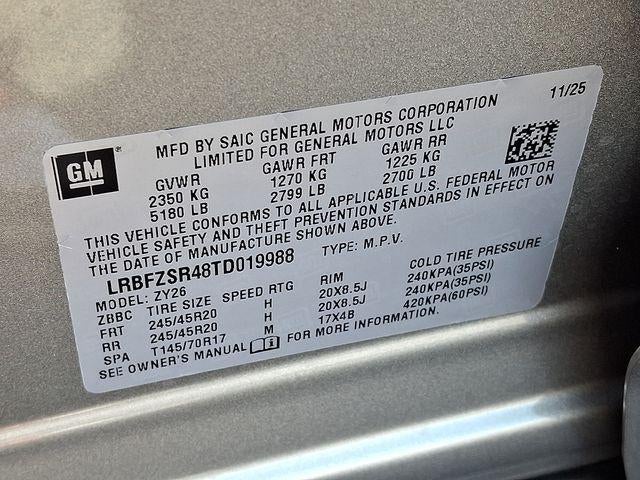 11/25
GM
MFD BY SAIC GENERAL MOTORS CORPORATION
LIMITED FOR GENERAL MOTORS LLC
GVWR GAWR FRT GAWR RR
2350 KG 1270 KG 1225 KG
5180 LB 2799 LB 2700 LB
THIS VEHICLE CONFORMS TO ALL APPLICABLE U.S. FEDERAL MOTOR
VEHICLE SAFETY AND THEFT PREVENTION STANDARDS IN EFFECT ON
THE DATE OF MANUFACTURE SHOWN ABOVE.
LRBFZSR48TD019988 TYPE: M.P.V.
MODEL: ZY26
ZBBC TIRE SIZE SPEED RTG RIM COLD TIRE PRESSURE
FRT 245/45R20 H 20X8.5J 240KPA(35PSI)
RR 245/45R20 H 20X8.5J 240KPA(35PSI)
SPA T145/70R17 M 17X4B 420KPA(60PSI)
SEE OWNER'S MANUAL FOR MORE INFORMATION.